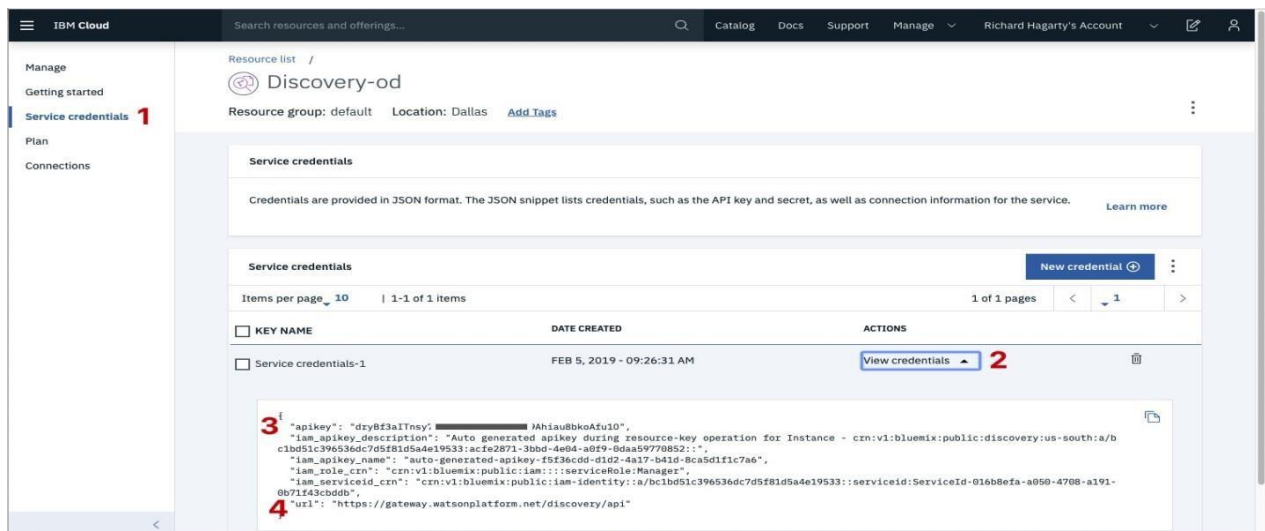 IBM Cloud
Search resources and offerings...
Catalog Docs Support Manage Richard Hagarty's Account
Manage
Getting started
Service credentials 1
Plan
Connections
Resource list /
Discovery-od
Resource group: default Location: Dallas Add Tags
Service credentials
Credentials are provided in JSON format. The JSON snippet lists credentials, such as the API key and secret, as well as connection information for the service. Learn more
Service credentials New credential
Items per page 10 | 1-1 of 1 items 1 of 1 pages < 1 >
KEY NAME DATE CREATED ACTIONS
Service credentials-1 FEB 5, 2019 - 09:26:31 AM View credentials 2
{
3 "apikey": "dzyBf3aITnsy Ahiau8bkoAfu1O",
"iam_apikey_description": "Auto generated apikey during resource-key operation for Instance - crn:v1:bluemix:public:discovery:us-south:a/b
c1bd51c396536dc7d5f81d5a4e19533:acfe2871-3bbd-4e04-a0f9-0daa59770852::",
"iam_apikey_name": "auto-generated-apikey-f5f36cdd-d1d2-4a17-b41d-8ca5d1f1c7a6",
"iam_role_crn": "crn:v1:bluemix:public:iam::::serviceRole:Manager",
"iam_serviceid_crn": "crn:v1:bluemix:public:iam-identity::a/bc1bd51c396536dc7d5f81d5a4e19533::serviceid:ServiceId-016b8efa-a050-4708-a191-
0b71f43cbddb",
4 "url": "https://gateway.watsonplatform.net/discovery/api"
<